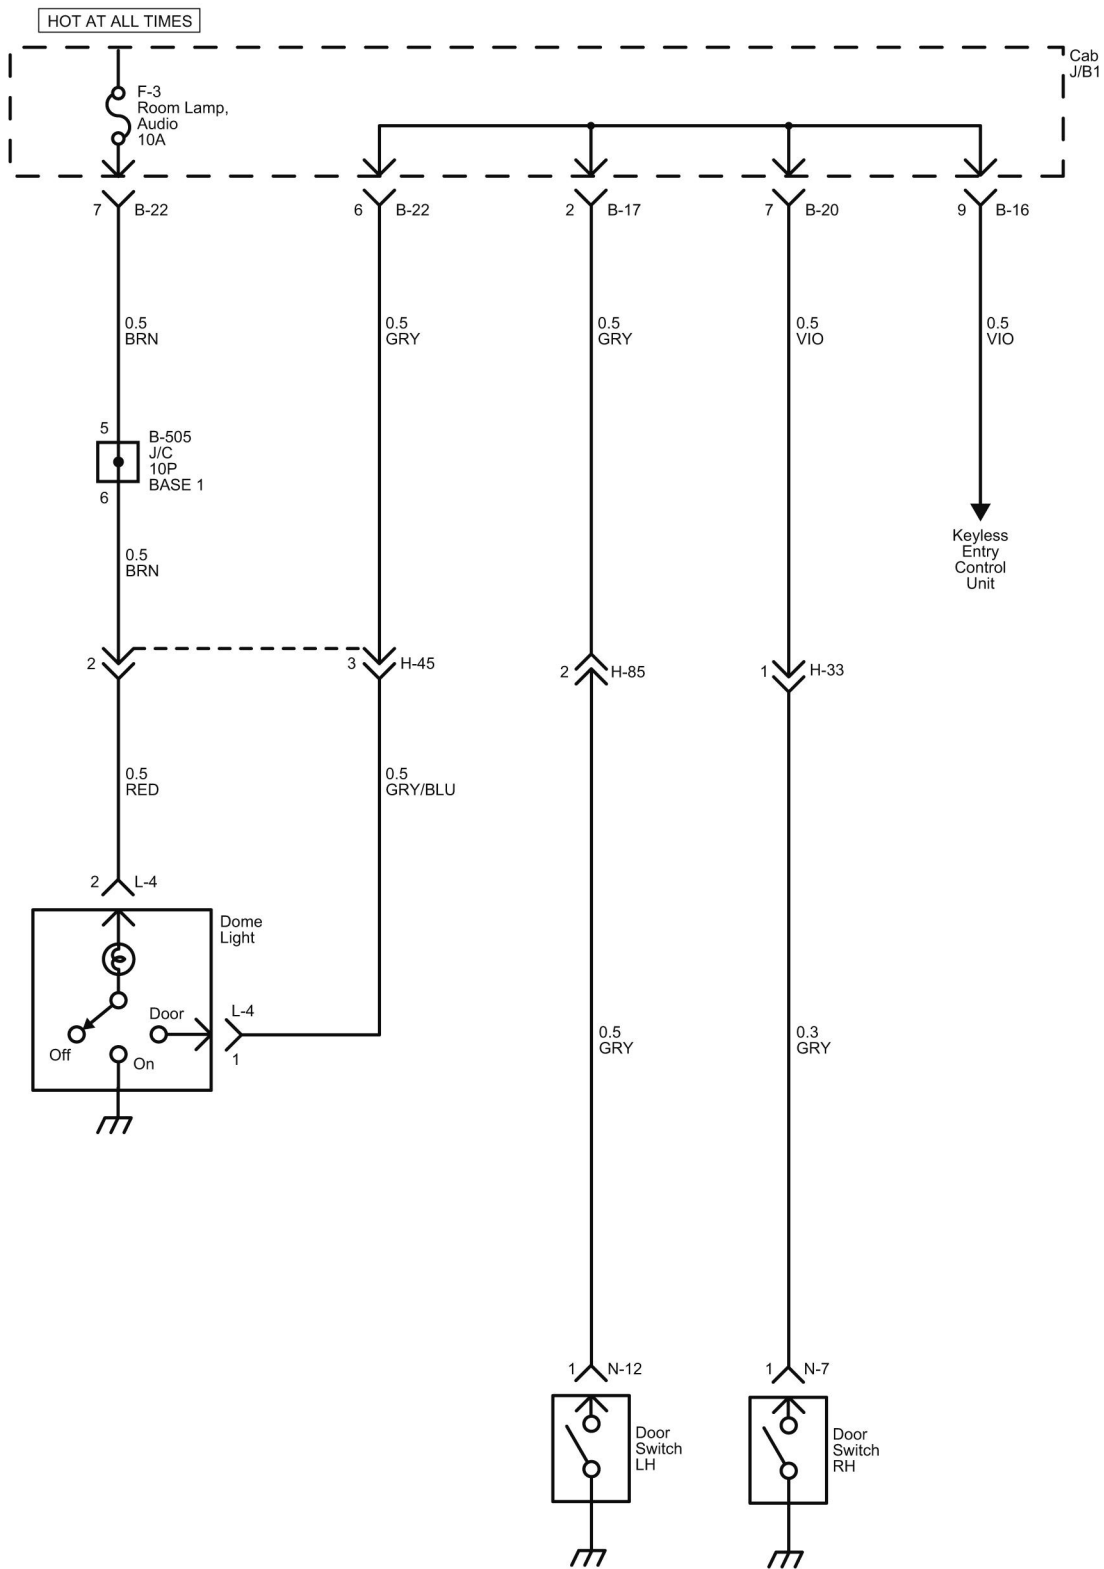 HOT AT ALL TIMES
Cab
J/B1
F-3
Room Lamp,
Audio
10A
7 B-22
6 B-22
2 B-17
7 B-20
9 B-16
0.5
BRN
0.5
GRY
0.5
GRY
0.5
VIO
0.5
VIO
5
B-505
J/C
10P
BASE 1
6
Keyless
Entry
Control
Unit
0.5
BRN
2
3 H-45
2 H-85
1 H-33
0.5
RED
0.5
GRY/BLU
2 L-4
Dome
Light
Door
Off
On
L-4
1
0.5
GRY
0.3
GRY
1 N-12
1 N-7
Door
Switch
LH
Door
Switch
RH